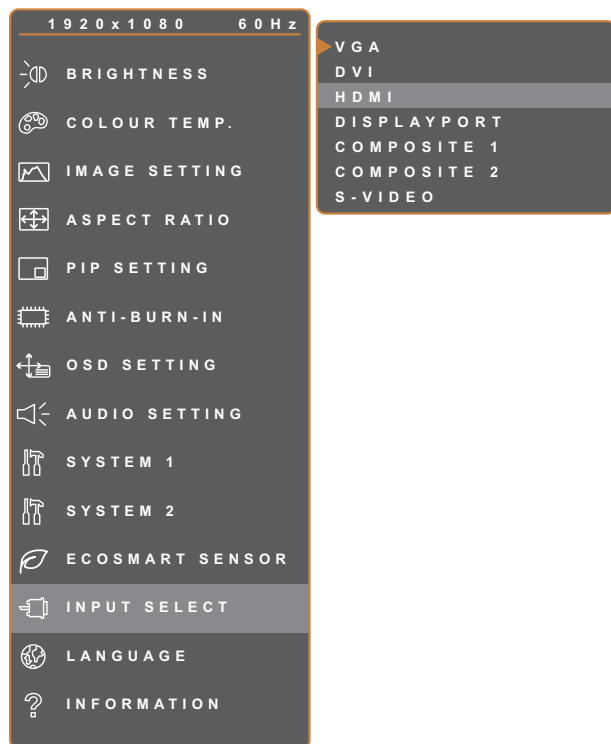 1920x1080 60Hz
BRIGHTNESS
COLOUR TEMP.
IMAGE SETTING
ASPECT RATIO
PIP SETTING
ANTI-BURN-IN
OSD SETTING
AUDIO SETTING
SYSTEM 1
SYSTEM 2
ECOSMART SENSOR
INPUT SELECT
LANGUAGE
INFORMATION
VGA
DVI
HDMI
DISPLAYPORT
COMPOSITE 1
COMPOSITE 2
S-VIDEO